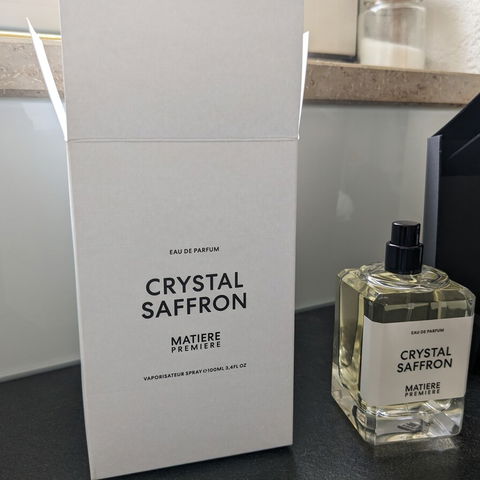 EAU DE PARFUM
CRYSTAL
SAFFRON
MATIERE
PREMIERE
VAPORISATEUR SPRAY ℮100ML 3,4FL OZ
EAU DE PARFUM
CRYSTAL
SAFFRON
MATIERE
PREMIERE